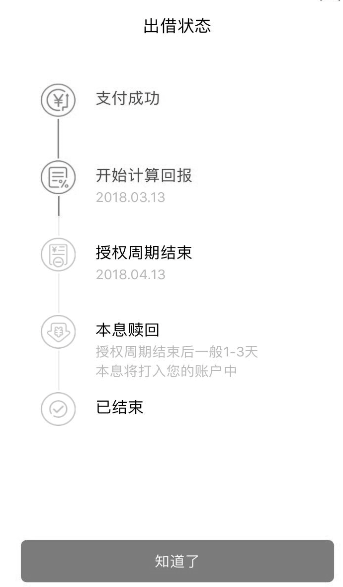 出借状态
支付成功
开始计算回报
2018.03.13
授权周期结束
2018.04.13
本息赎回
授权周期结束后一般1-3天
本息将打入您的账户中
已结束
知道了